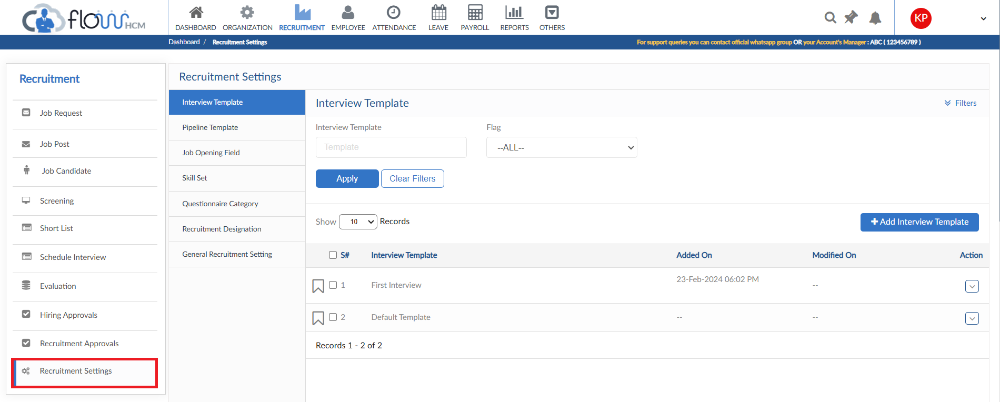 flowHCM
DASHBOARD ORGANIZATION RECRUITMENT EMPLOYEE ATTENDANCE LEAVE PAYROLL REPORTS OTHERS
KP
Dashboard / Recruitment Settings
For support queries you can contact official whatsapp group OR your Account's Manager : ABC ( 123456789 )
Recruitment
Job Request
Job Post
Job Candidate
Screening
Short List
Schedule Interview
Evaluation
Hiring Approvals
Recruitment Approvals
Recruitment Settings
Recruitment Settings
Interview Template
Pipeline Template
Job Opening Field
Skill Set
Questionnaire Category
Recruitment Designation
General Recruitment Setting
Interview Template
Filters
Interview Template Flag
Template --ALL--
Apply Clear Filters
Show 10 Records
Add Interview Template
S# Interview Template Added On Modified On Action
1 First Interview 23-Feb-2024 06:02 PM --
2 Default Template -- --
Records 1 - 2 of 2